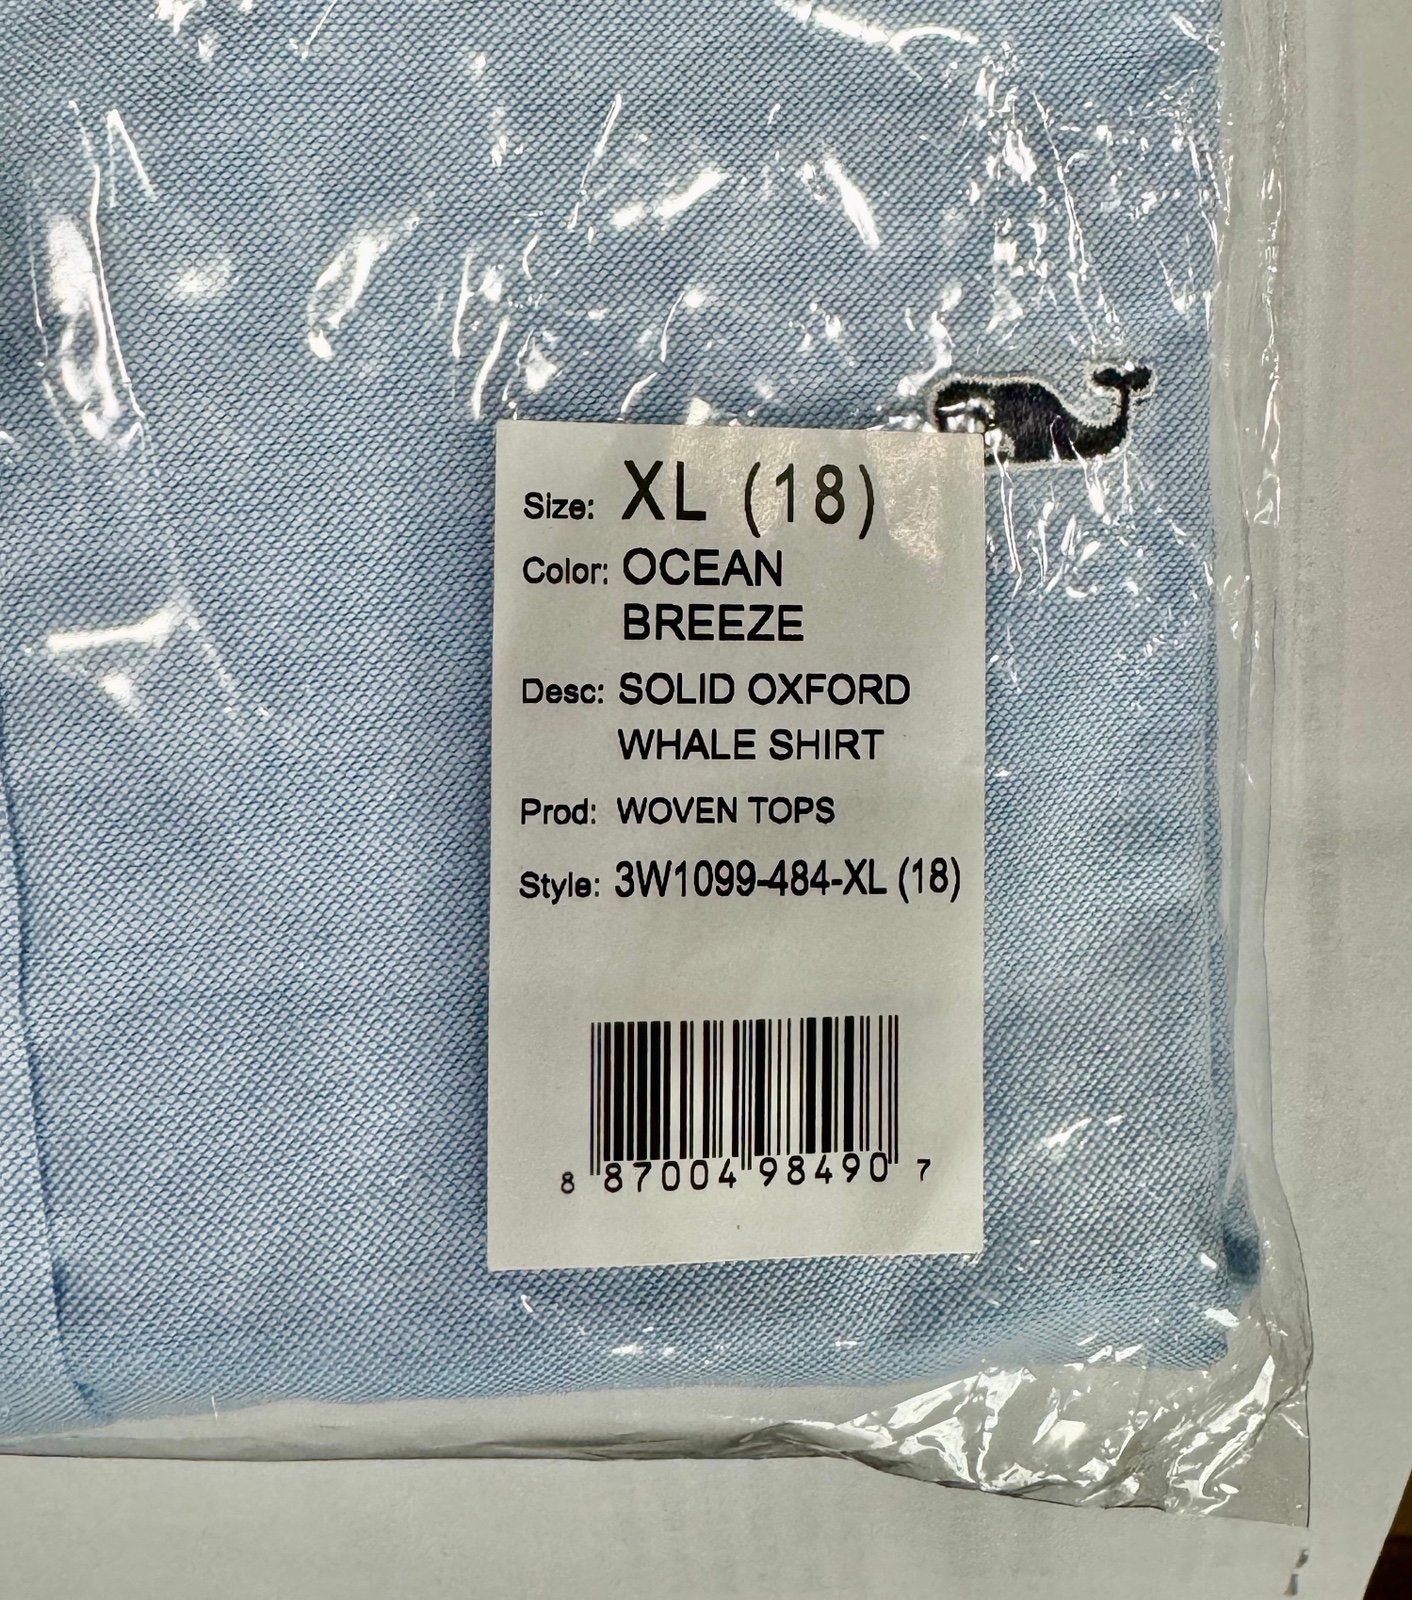 Size: XL (18)
Color: OCEAN
BREEZE
Desc: SOLID OXFORD
WHALE SHIRT
Prod: WOVEN TOPS
Style: 3W1099-484-XL (18)
8 87004 98490 7